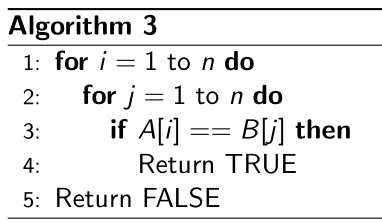 Algorithm 3
1: for i = 1 to n do
2: for j = 1 to n do
3: if A[i] == B[j] then
4: Return TRUE
5: Return FALSE